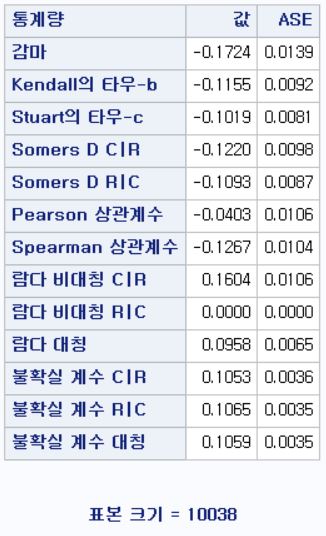 통계량 값 ASE
감마 -0.1724 0.0139
Kendall의 타우-b -0.1155 0.0092
Stuart의 타우-c -0.1019 0.0081
Somers D C|R -0.1220 0.0098
Somers D R|C -0.1093 0.0087
Pearson 상관계수 -0.0403 0.0106
Spearman 상관계수 -0.1267 0.0104
람다 비대칭 C|R 0.1604 0.0106
람다 비대칭 R|C 0.0000 0.0000
람다 대칭 0.0958 0.0065
불확실 계수 C|R 0.1053 0.0036
불확실 계수 R|C 0.1065 0.0035
불확실 계수 대칭 0.1059 0.0035
표본 크기 = 10038